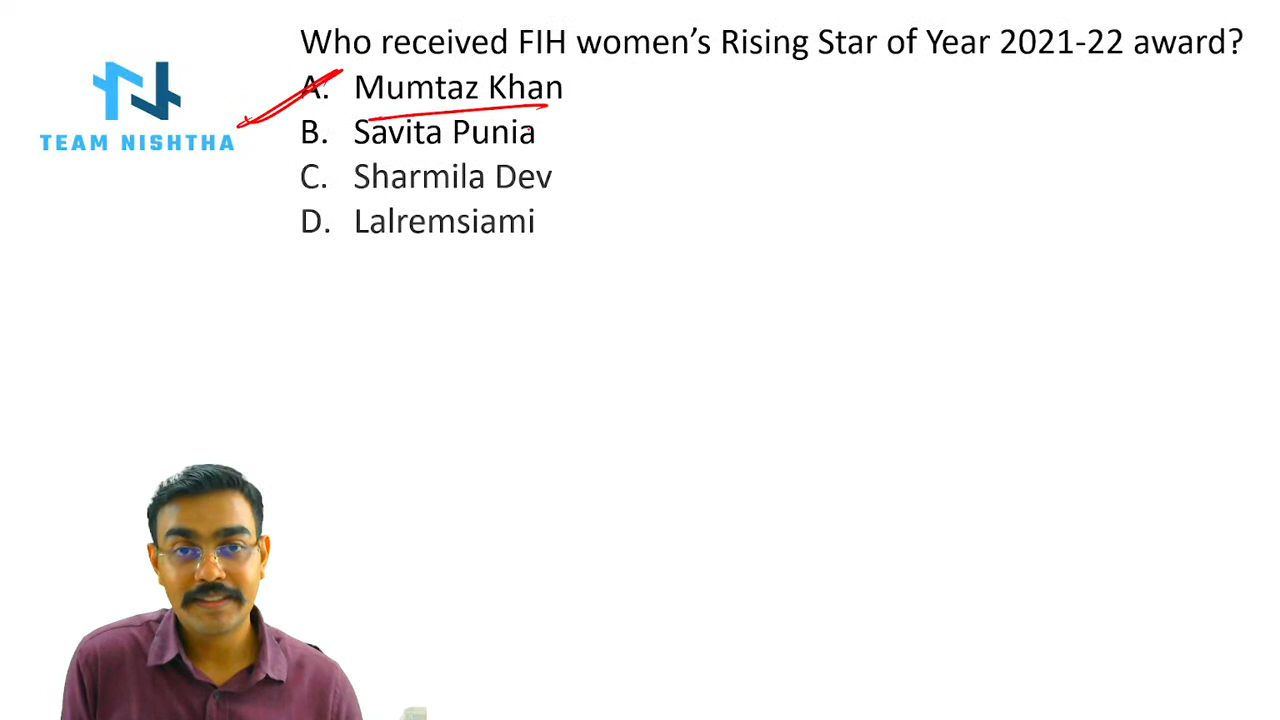 Who received FIH women’s Rising Star of Year 2021-22 award?
A. Mumtaz Khan
B. Savita Punia
C. Sharmila Dev
D. Lalremsiami
TEAM NISHTHA